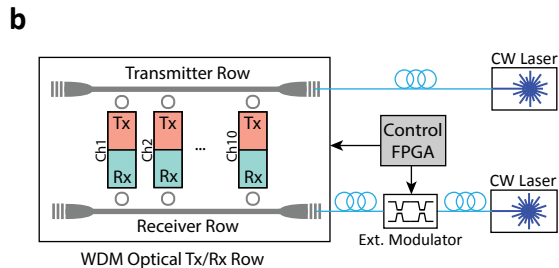 b
Transmitter Row
CW Laser
Ch1
Tx
Rx
Ch2
Tx
Rx
...
Ch10
Tx
Rx
Control
FPGA
CW Laser
Receiver Row
Ext. Modulator
WDM Optical Tx/Rx Row